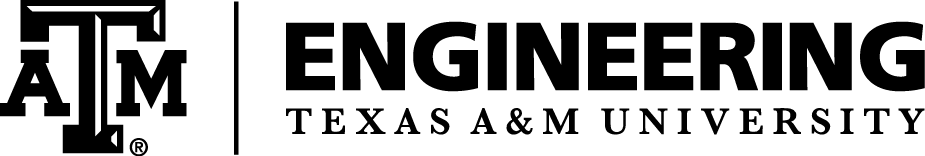 ATM®
ENGINEERING
TEXAS A&M UNIVERSITY